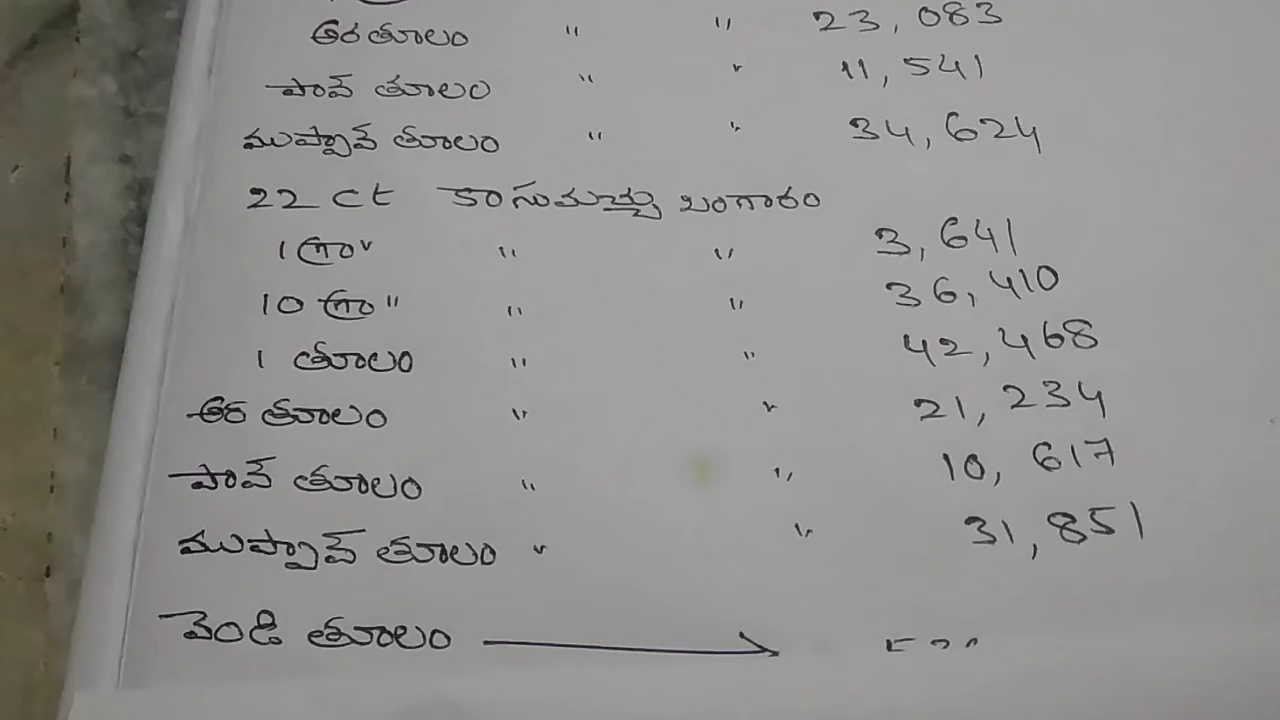 అర తూలం " " 23,083
పావ్ తూలం " " 11,541
ముప్పావ్ తూలం " " 34,624
22 ct కాసుమచ్చు బంగారం
1 గ్రా" " " 3,641
10 గ్రా" " " 36,410
1 తూలం " " 42,468
అర తూలం " " 21,234
పావ్ తూలం " " 10,617
ముప్పావ్ తూలం " " 31,851
వెండి తూలం →